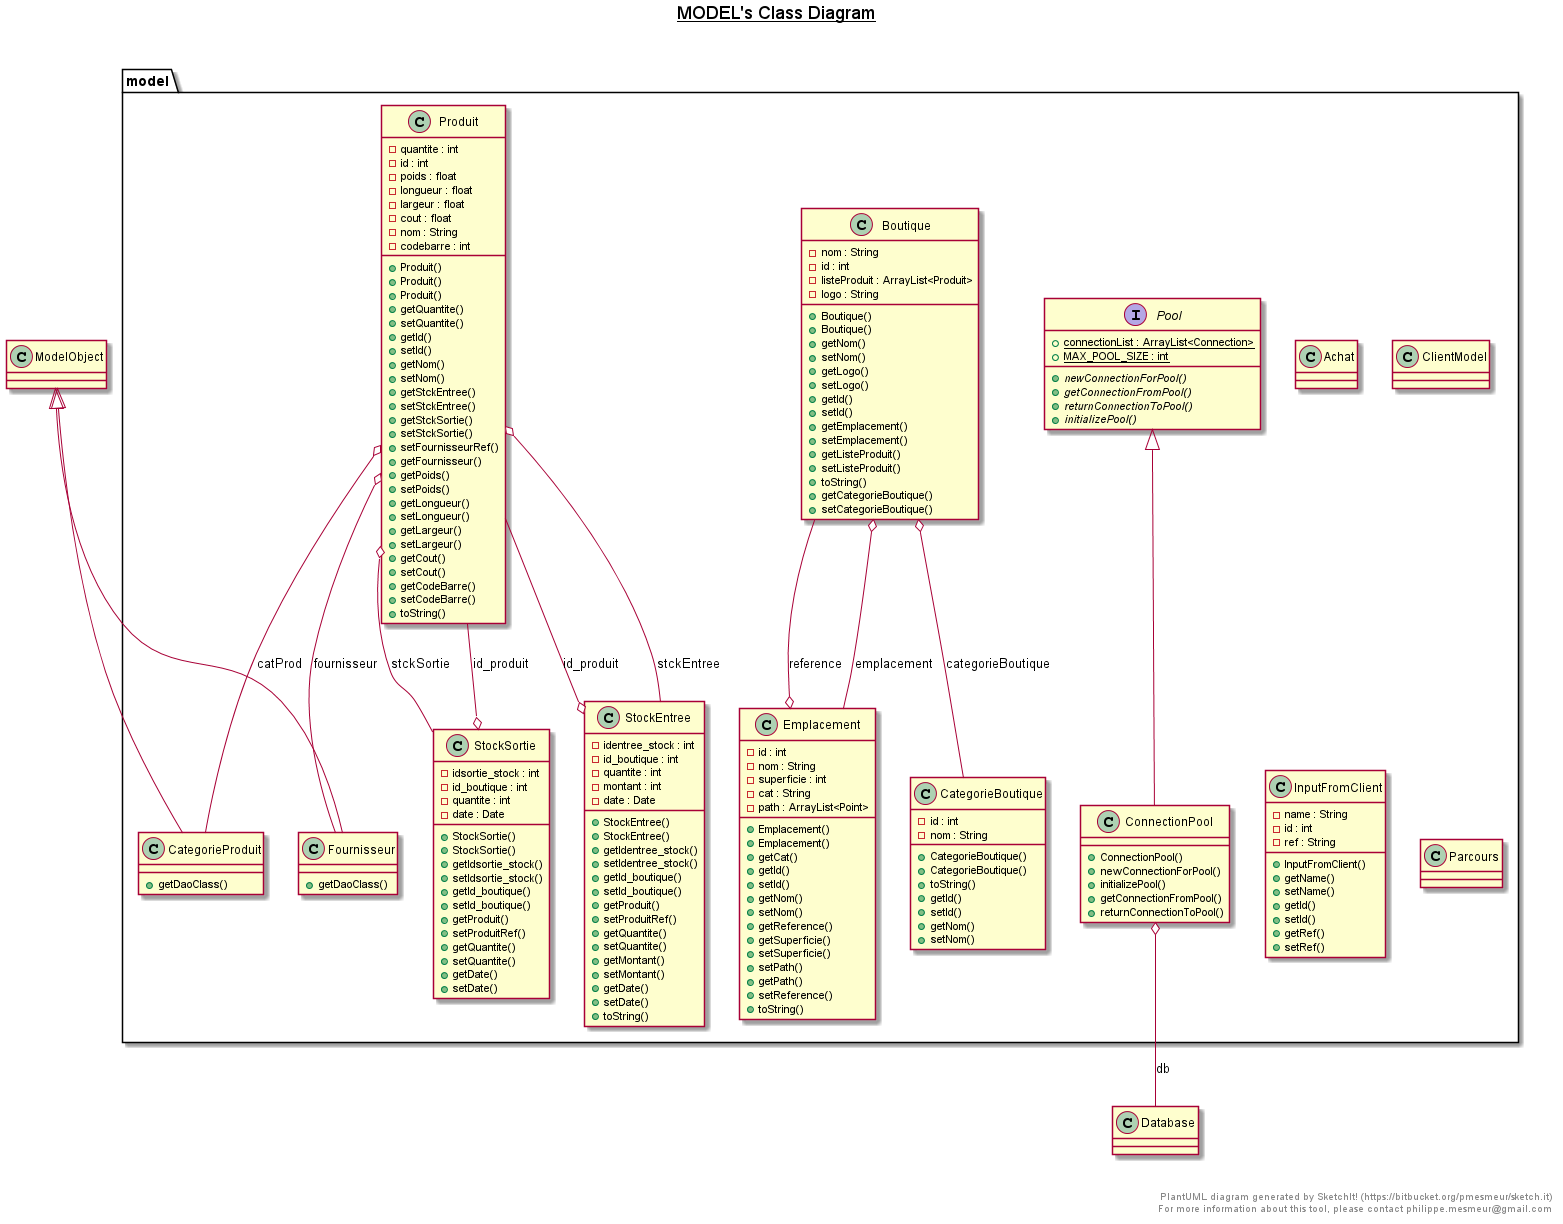 MODEL's Class Diagram
model
Produit
quantite : int
id : int
poids : float
longueur : float
largeur : float
cout : float
nom : String
codebarre : int
Produit()
Produit()
Produit()
getQuantite()
setQuantite()
getId()
setId()
getNom()
setNom()
getStckEntree()
setStckEntree()
getStckSortie()
setStckSortie()
setFournisseurRef()
getFournisseur()
getPoids()
setPoids()
getLongueur()
setLongueur()
getLargeur()
setLargeur()
getCout()
setCout()
getCodeBarre()
setCodeBarre()
toString()
Boutique
nom : String
id : int
listeProduit : ArrayList<Produit>
logo : String
Boutique()
Boutique()
getNom()
setNom()
getLogo()
setLogo()
getId()
setId()
getEmplacement()
setEmplacement()
getListeProduit()
setListeProduit()
toString()
getCategorieBoutique()
setCategorieBoutique()
Pool
connectionList : ArrayList<Connection>
MAX_POOL_SIZE : int
newConnectionForPool()
getConnectionFromPool()
returnConnectionToPool()
initializePool()
ModelObject
Achat
ClientModel
catProd
fournisseur
stckSortie
id_produit
id_produit
stckEntree
reference
emplacement
categorieBoutique
CategorieProduit
getDaoClass()
Fournisseur
getDaoClass()
StockSortie
idsortie_stock : int
id_boutique : int
quantite : int
date : Date
StockSortie()
StockSortie()
getIdsortie_stock()
setIdsortie_stock()
getId_boutique()
setId_boutique()
getProduit()
setProduitRef()
getQuantite()
setQuantite()
getDate()
setDate()
StockEntree
identree_stock : int
id_boutique : int
quantite : int
montant : int
date : Date
StockEntree()
StockEntree()
getIdentree_stock()
setIdentree_stock()
getId_boutique()
setId_boutique()
getProduit()
setProduitRef()
getQuantite()
setQuantite()
getMontant()
setMontant()
getDate()
setDate()
toString()
Emplacement
id : int
nom : String
superficie : int
cat : String
path : ArrayList<Point>
Emplacement()
Emplacement()
getCat()
getId()
setId()
getNom()
setNom()
getReference()
getSuperficie()
setSuperficie()
setPath()
getPath()
setReference()
toString()
CategorieBoutique
id : int
nom : String
CategorieBoutique()
CategorieBoutique()
toString()
getId()
setId()
getNom()
setNom()
ConnectionPool
ConnectionPool()
newConnectionForPool()
initializePool()
getConnectionFromPool()
returnConnectionToPool()
InputFromClient
name : String
id : int
ref : String
InputFromClient()
getName()
setName()
getId()
setId()
getRef()
setRef()
Parcours
db
Database
PlantUML diagram generated by SketchIt! (https://bitbucket.org/pmesmeur/sketch.it)
For more information about this tool, please contact philippe.mesmeur@gmail.com